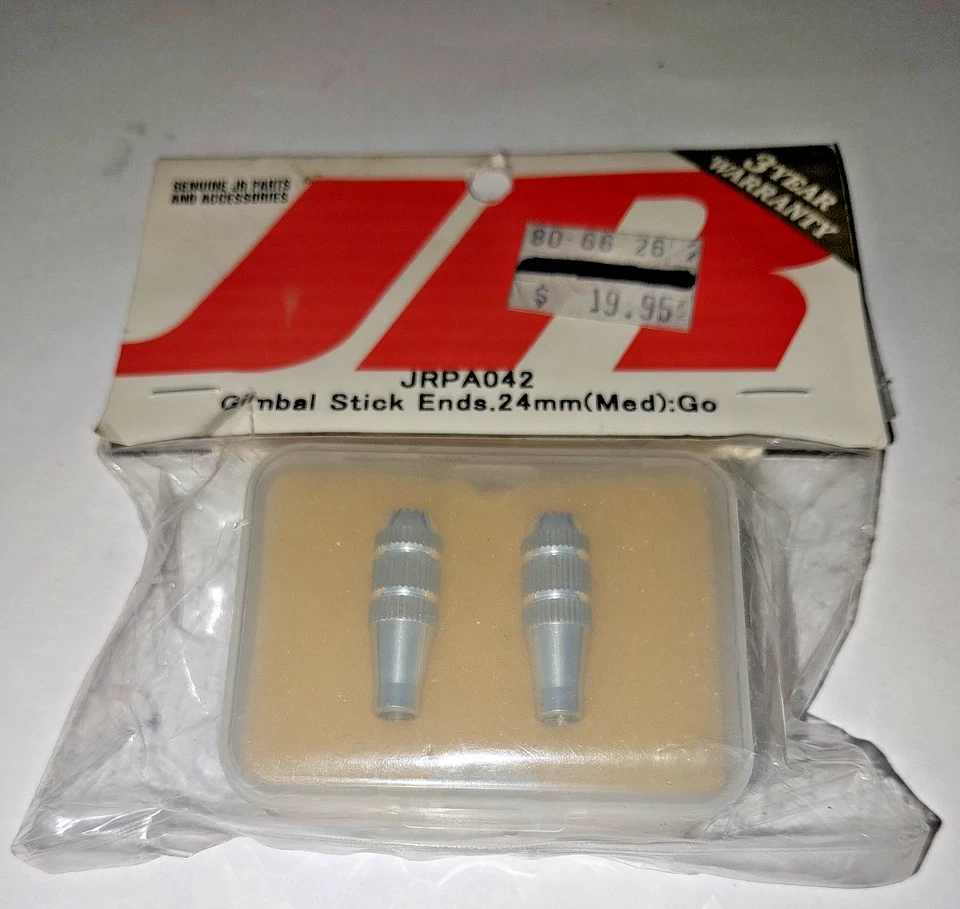 GENUINE JR PARTS
AND ACCESSORIES
3 YEAR
WARRANTY
JR
80 66 26 2
$ 19.95
JRPA042
Gimbal Stick Ends.24mm(Med):Go